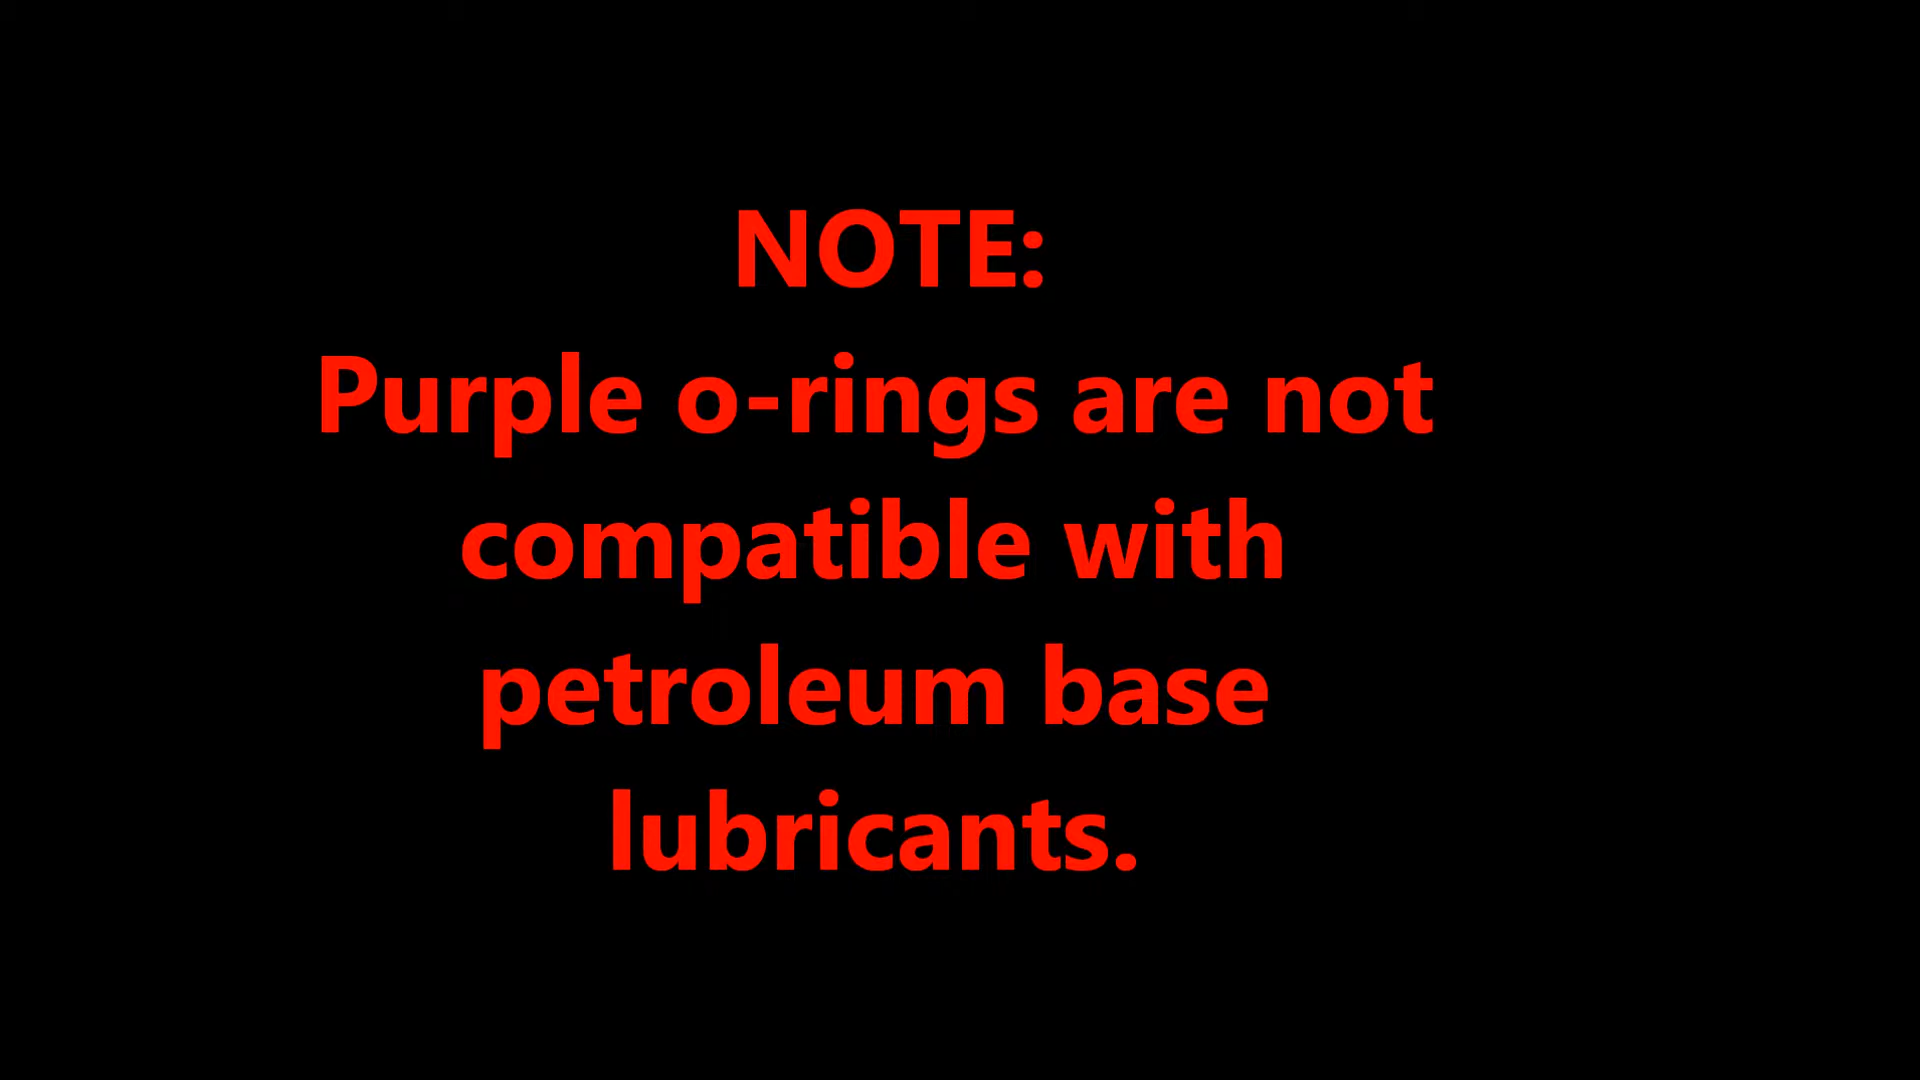 NOTE:
Purple o-rings are not
compatible with
petroleum base
lubricants.